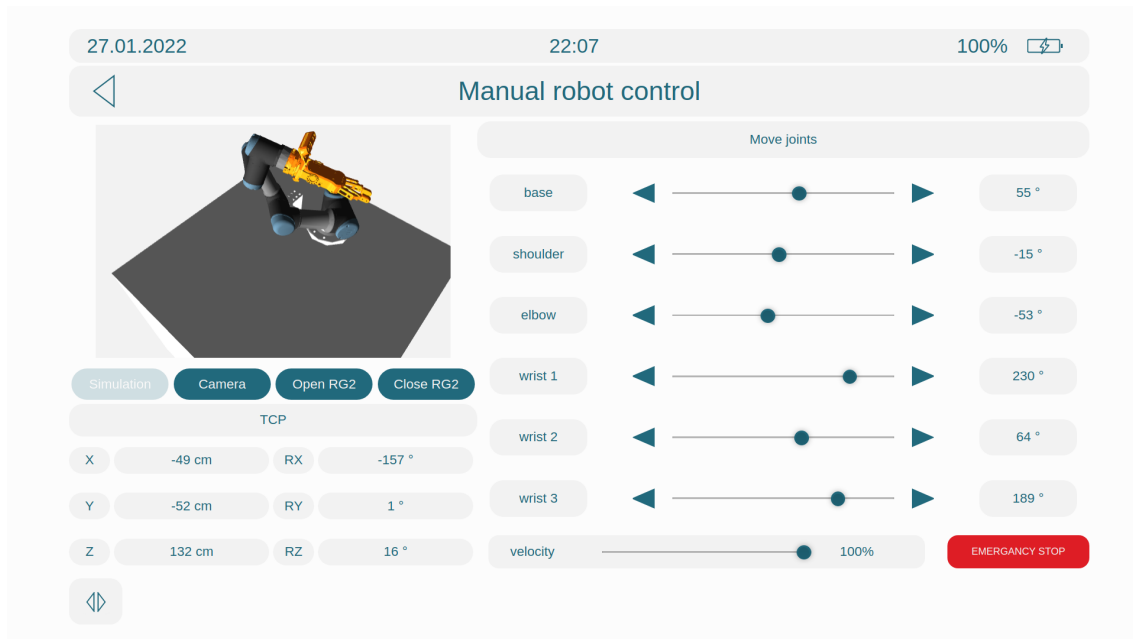 27.01.2022 22:07 100%
Manual robot control
Move joints
base 55 °
shoulder -15 °
elbow -53 °
wrist 1 230 °
wrist 2 64 °
wrist 3 189 °
velocity 100% EMERGANCY STOP
Simulation Camera Open RG2 Close RG2
TCP
X -49 cm RX -157 °
Y -52 cm RY 1 °
Z 132 cm RZ 16 °